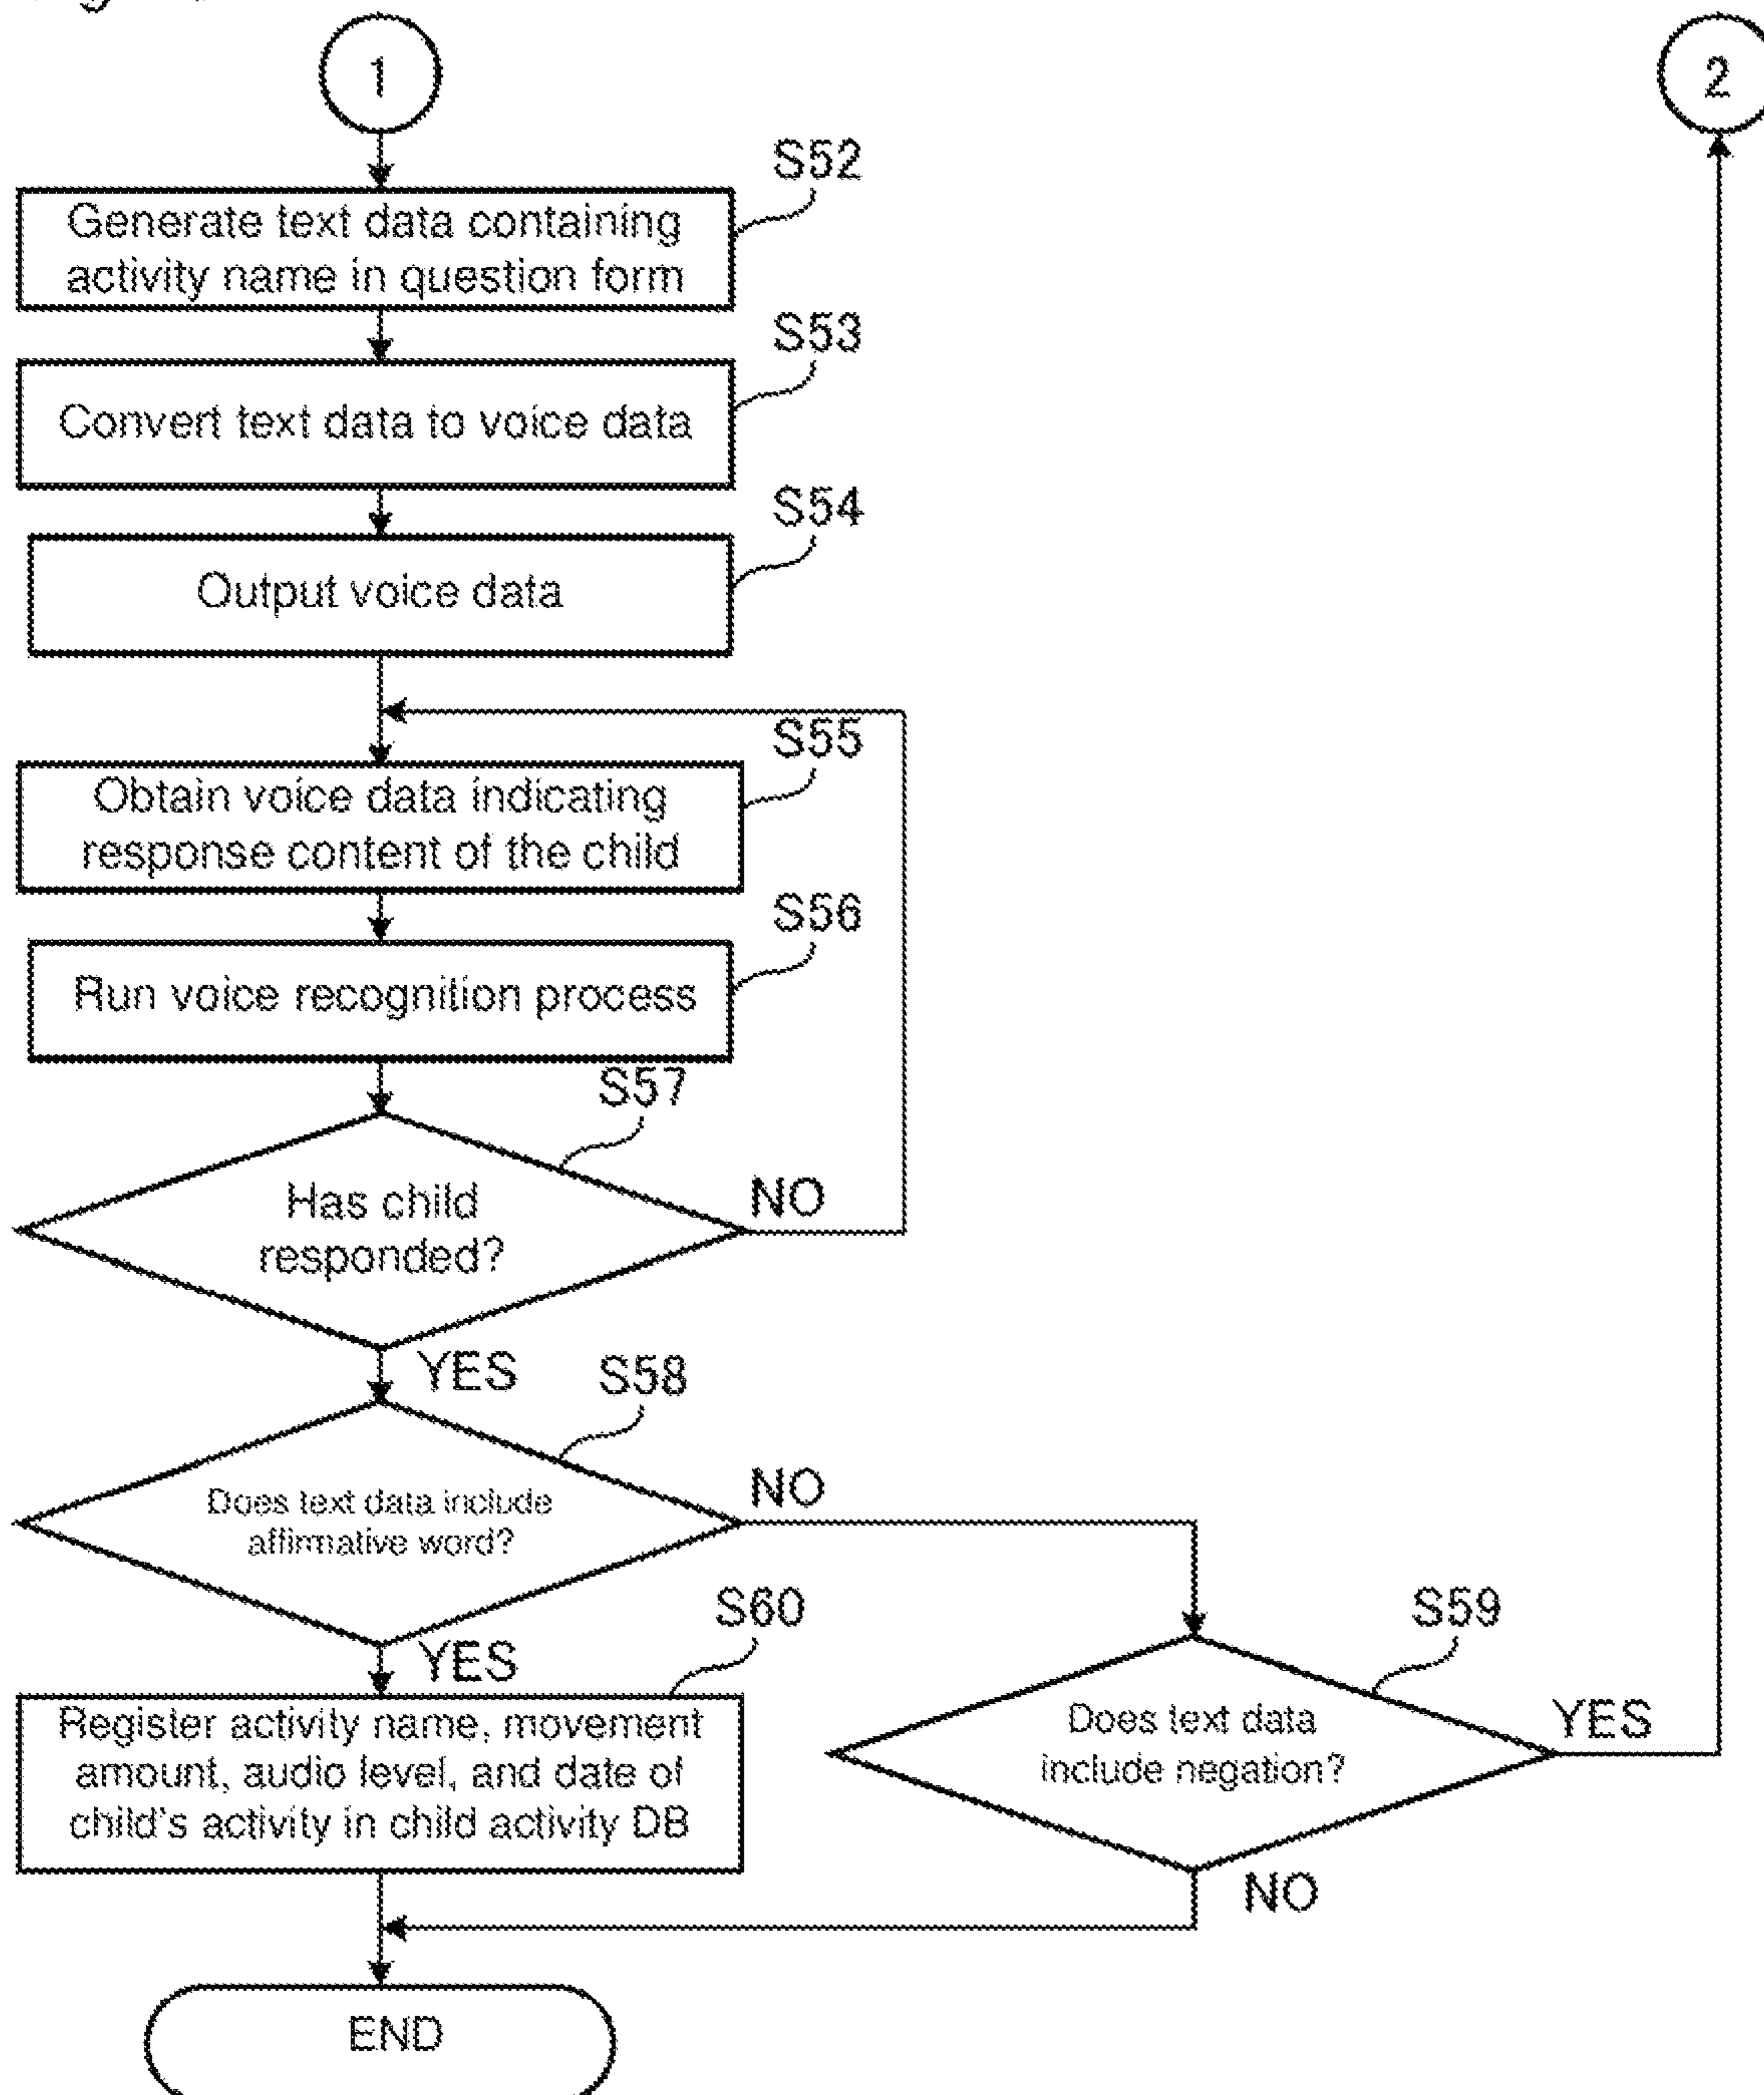 1
2
S52
Generate text data containing
activity name in question form
S53
Convert text data to voice data
S54
Output voice data
S55
Obtain voice data indicating
response content of the child
S56
Run voice recognition process
S57
Has child
responded?
NO
YES
S58
Does text data include
affirmative word?
NO
YES
S60
Register activity name, movement
amount, audio level, and date of
child's activity in child activity DB
S59
Does text data
include negation?
YES
NO
END